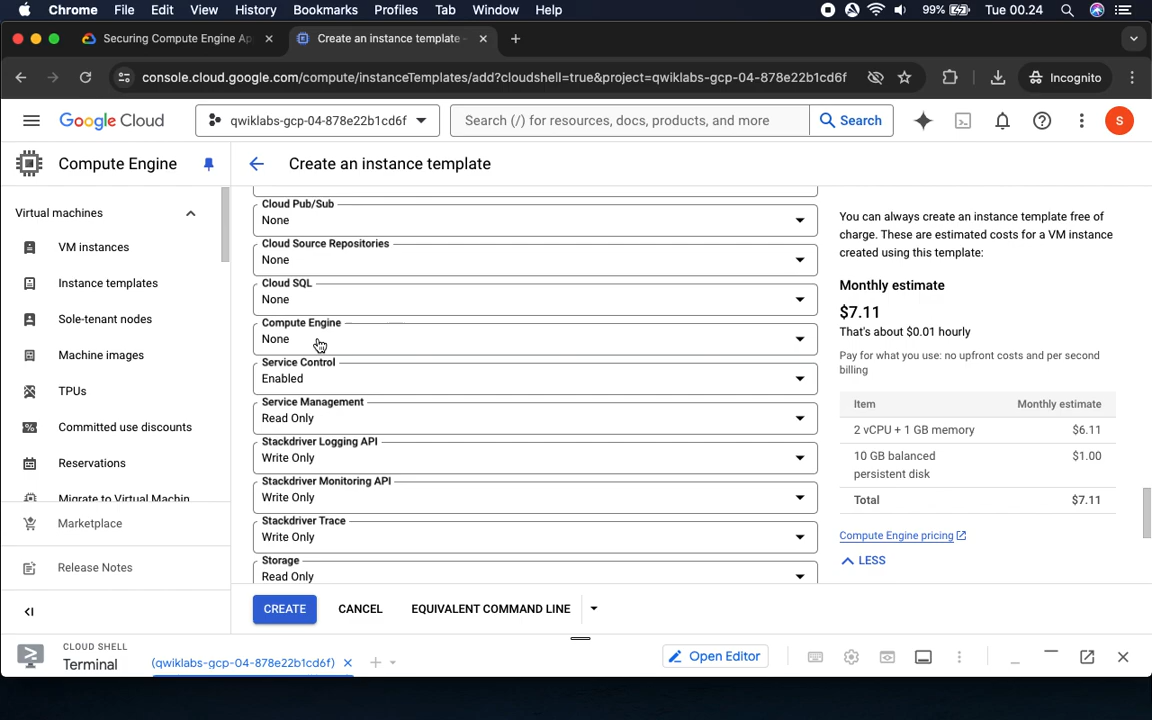 Chrome File Edit View History Bookmarks Profiles Tab Window Help 99% Tue 00.24
Securing Compute Engine Ap
Create an instance template -
console.cloud.google.com/compute/instanceTemplates/add?cloudshell=true&project=qwiklabs-gcp-04-878e22b1cd6f
Incognito
Google Cloud
qwiklabs-gcp-04-878e22b1cd6f
Search (/) for resources, docs, products, and more
Search
S
Compute Engine
Create an instance template
Virtual machines
VM instances
Instance templates
Sole-tenant nodes
Machine images
TPUs
Committed use discounts
Reservations
Migrate to Virtual Machin
Marketplace
Release Notes
Cloud Pub/Sub
None
Cloud Source Repositories
None
Cloud SQL
None
Compute Engine
None
Service Control
Enabled
Service Management
Read Only
Stackdriver Logging API
Write Only
Stackdriver Monitoring API
Write Only
Stackdriver Trace
Write Only
Storage
Read Only
You can always create an instance template free of
charge. These are estimated costs for a VM instance
created using this template:
Monthly estimate
$7.11
That's about $0.01 hourly
Pay for what you use: no upfront costs and per second
billing
Item Monthly estimate
2 vCPU + 1 GB memory $6.11
10 GB balanced $1.00
persistent disk
Total $7.11
Compute Engine pricing
LESS
CREATE CANCEL EQUIVALENT COMMAND LINE
CLOUD SHELL
Terminal
(qwiklabs-gcp-04-878e22b1cd6f)
Open Editor